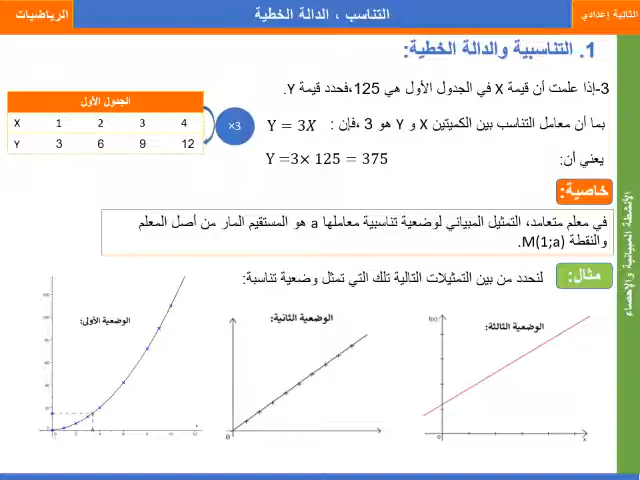 الثانية إعدادي
التناسب ، الدالة الخطية
الرياضيات
1. التناسبية والدالة الخطية:
3-إذا علمت أن قيمة X في الجدول الأول هي 125،فحدد قيمة Y.
الجدول الأول
X 1 2 3 4
Y 3 6 9 12
×3
بما أن معامل التناسب بين الكميتين X و Y هو 3 ،فإن : Y = 3X
يعني أن: Y =3× 125 = 375
خاصية:
في معلم متعامد، التمثيل المبياني لوضعية تناسبية معاملها a هو المستقيم المار من أصل المعلم
والنقطة M(1;a).
مثال:
لنحدد من بين التمثيلات التالية تلك التي تمثل وضعية تناسبة:
الوضعية الأولى:
الوضعية الثانية:
الوضعية الثالثة:
f(x)
x
0
الأنشطة المبيانية والإحصاء